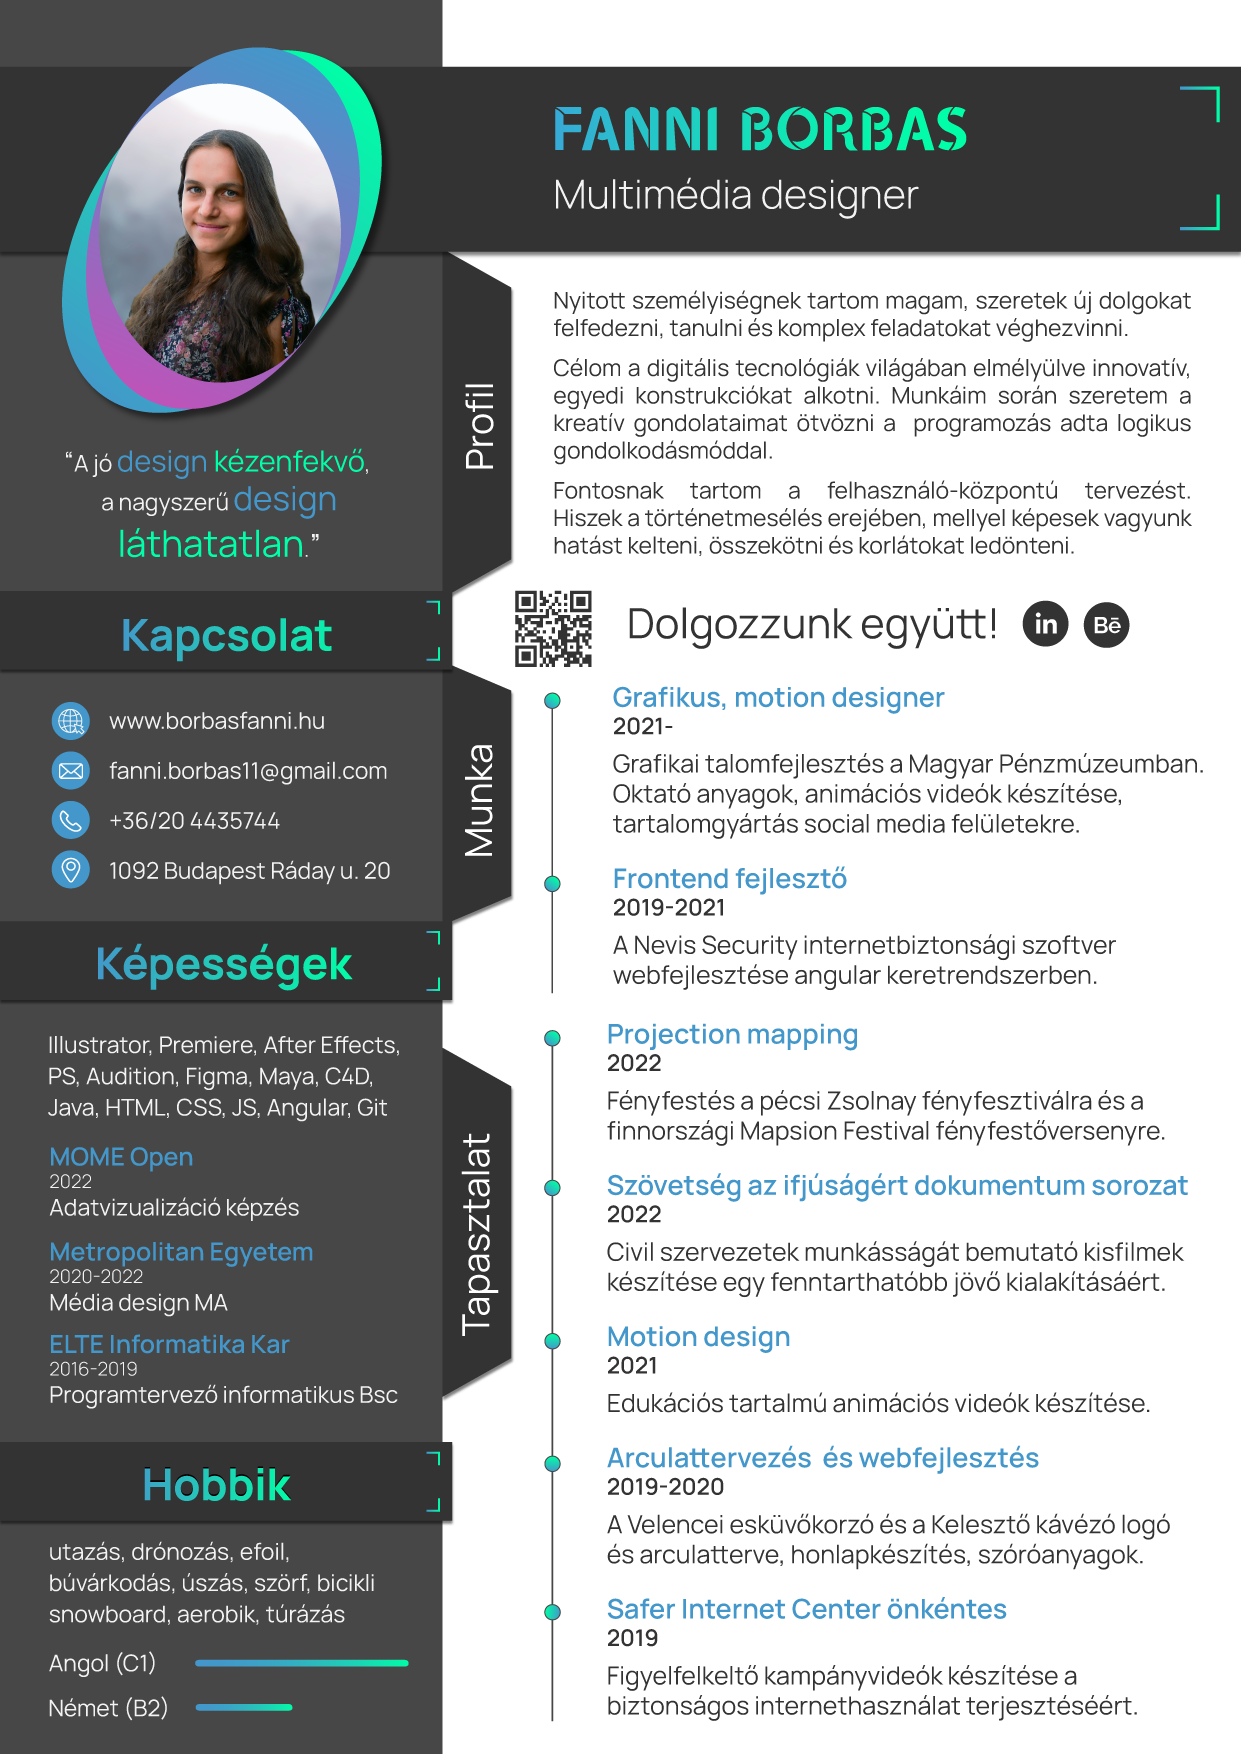 FANNI BORBAS
Multimédia designer
"A jó design kézenfekvő,
a nagyszerű design
láthatatlan."
Profil
Nyitott személyiségnek tartom magam, szeretek új dolgokat
felfedezni, tanulni és komplex feladatokat véghezvinni.
Célom a digitális tecnológiák világában elmélyülve innovatív,
egyedi konstrukciókat alkotni. Munkáim során szeretem a
kreatív gondolataimat ötvözni a programozás adta logikus
gondolkodásmóddal.
Fontosnak tartom a felhasználó-központú tervezést.
Hiszek a történetmesélés erejében, mellyel képesek vagyunk
hatást kelteni, összekötni és korlátokat ledönteni.
Dolgozzunk együtt!
in
Bē
Kapcsolat
www.borbasfanni.hu
fanni.borbas11@gmail.com
+36/20 4435744
1092 Budapest Ráday u. 20
Munka
Grafikus, motion designer
2021-
Grafikai talomfejlesztés a Magyar Pénzmúzeumban.
Oktató anyagok, animációs videók készítése,
tartalomgyártás social media felületekre.
Frontend fejlesztő
2019-2021
A Nevis Security internetbiztonsági szoftver
webfejlesztése angular keretrendszerben.
Képességek
Illustrator, Premiere, After Effects,
PS, Audition, Figma, Maya, C4D,
Java, HTML, CSS, JS, Angular, Git
MOME Open
2022
Adatvizualizáció képzés
Metropolitan Egyetem
2020-2022
Média design MA
ELTE Informatika Kar
2016-2019
Programtervező informatikus Bsc
Tapasztalat
Projection mapping
2022
Fényfestés a pécsi Zsolnay fényfesztiválra és a
finnországi Mapsion Festival fényfestőversenyre.
Szövetség az ifjúságért dokumentum sorozat
2022
Civil szervezetek munkásságát bemutató kisfilmek
készítése egy fenntarthatóbb jövő kialakításáért.
Motion design
2021
Edukációs tartalmú animációs videók készítése.
Arculattervezés és webfejlesztés
2019-2020
A Velencei esküvőkorzó és a Kelesztő kávézó logó
és arculatterve, honlapkészítés, szóróanyagok.
Safer Internet Center önkéntes
2019
Figyelfelkeltő kampányvideók készítése a
biztonságos internethasználat terjesztéséért.
Hobbik
utazás, drónozás, efoil,
búvárkodás, úszás, szörf, bicikli
snowboard, aerobik, túrázás
Angol (C1)
Német (B2)